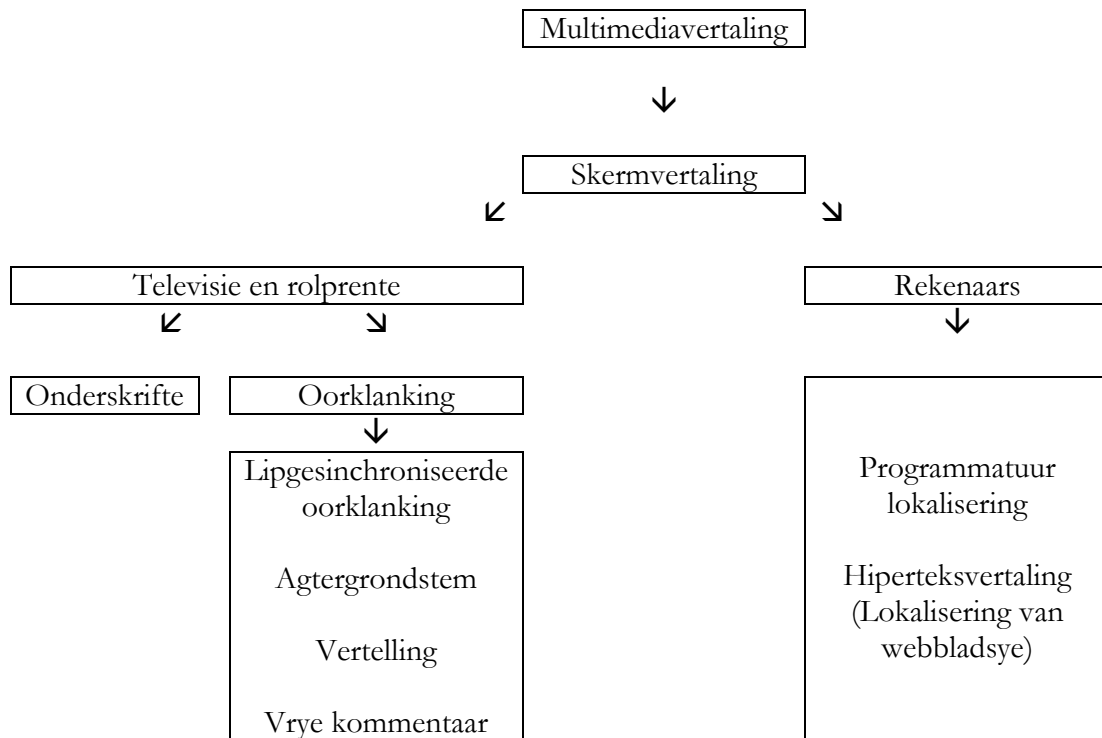 Multimediavertaling
Skermvertaling
Televisie en rolprente
Rekenaars
Onderskrifte
Oorklanking
Lipgesinchroniseerde
oorklanking
Agtergrondstem
Vertelling
Vrye kommentaar
Programmatuur
lokalisering
Hiperteksvertaling
(Lokalisering van
webbladsye)